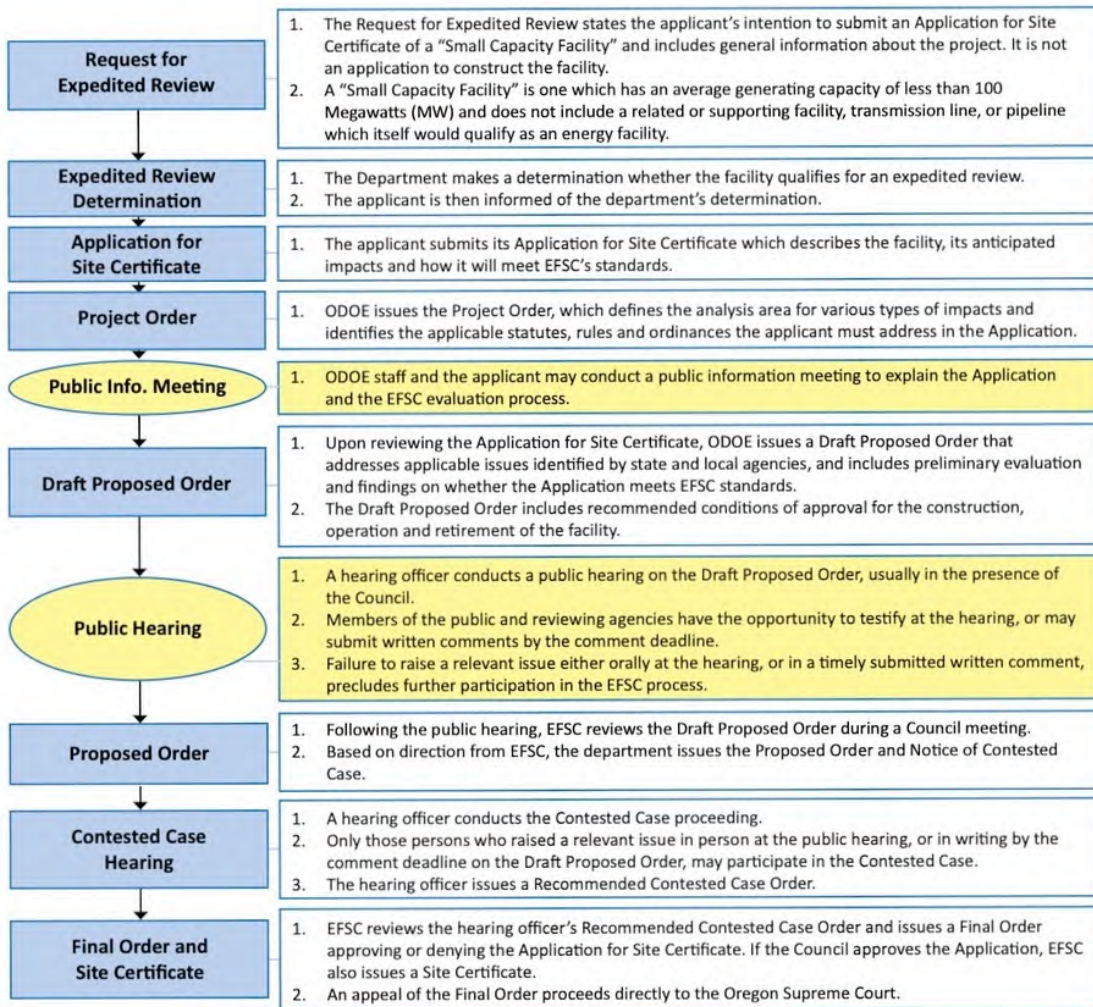 Request for
Expedited Review
1. The Request for Expedited Review states the applicant's intention to submit an Application for Site
Certificate of a "Small Capacity Facility" and includes general information about the project. It is not
an application to construct the facility.
2. A "Small Capacity Facility" is one which has an average generating capacity of less than 100
Megawatts (MW) and does not include a related or supporting facility, transmission line, or pipeline
which itself would qualify as an energy facility.
Expedited Review
Determination
1. The Department makes a determination whether the facility qualifies for an expedited review.
2. The applicant is then informed of the department's determination.
Application for
Site Certificate
1. The applicant submits its Application for Site Certificate which describes the facility, its anticipated
impacts and how it will meet EFSC's standards.
Project Order
1. ODOE issues the Project Order, which defines the analysis area for various types of impacts and
identifies the applicable statutes, rules and ordinances the applicant must address in the Application.
Public Info. Meeting
1. ODOE staff and the applicant may conduct a public information meeting to explain the Application
and the EFSC evaluation process.
Draft Proposed Order
1. Upon reviewing the Application for Site Certificate, ODOE issues a Draft Proposed Order that
addresses applicable issues identified by state and local agencies, and includes preliminary evaluation
and findings on whether the Application meets EFSC standards.
2. The Draft Proposed Order includes recommended conditions of approval for the construction,
operation and retirement of the facility.
Public Hearing
1. A hearing officer conducts a public hearing on the Draft Proposed Order, usually in the presence of
the Council.
2. Members of the public and reviewing agencies have the opportunity to testify at the hearing, or may
submit written comments by the comment deadline.
3. Failure to raise a relevant issue either orally at the hearing, or in a timely submitted written comment,
precludes further participation in the EFSC process.
Proposed Order
1. Following the public hearing, EFSC reviews the Draft Proposed Order during a Council meeting.
2. Based on direction from EFSC, the department issues the Proposed Order and Notice of Contested
Case.
Contested Case
Hearing
1. A hearing officer conducts the Contested Case proceeding.
2. Only those persons who raised a relevant issue in person at the public hearing, or in writing by the
comment deadline on the Draft Proposed Order, may participate in the Contested Case.
3. The hearing officer issues a Recommended Contested Case Order.
Final Order and
Site Certificate
1. EFSC reviews the hearing officer's Recommended Contested Case Order and issues a Final Order
approving or denying the Application for Site Certificate. If the Council approves the Application, EFSC
also issues a Site Certificate.
2. An appeal of the Final Order proceeds directly to the Oregon Supreme Court.